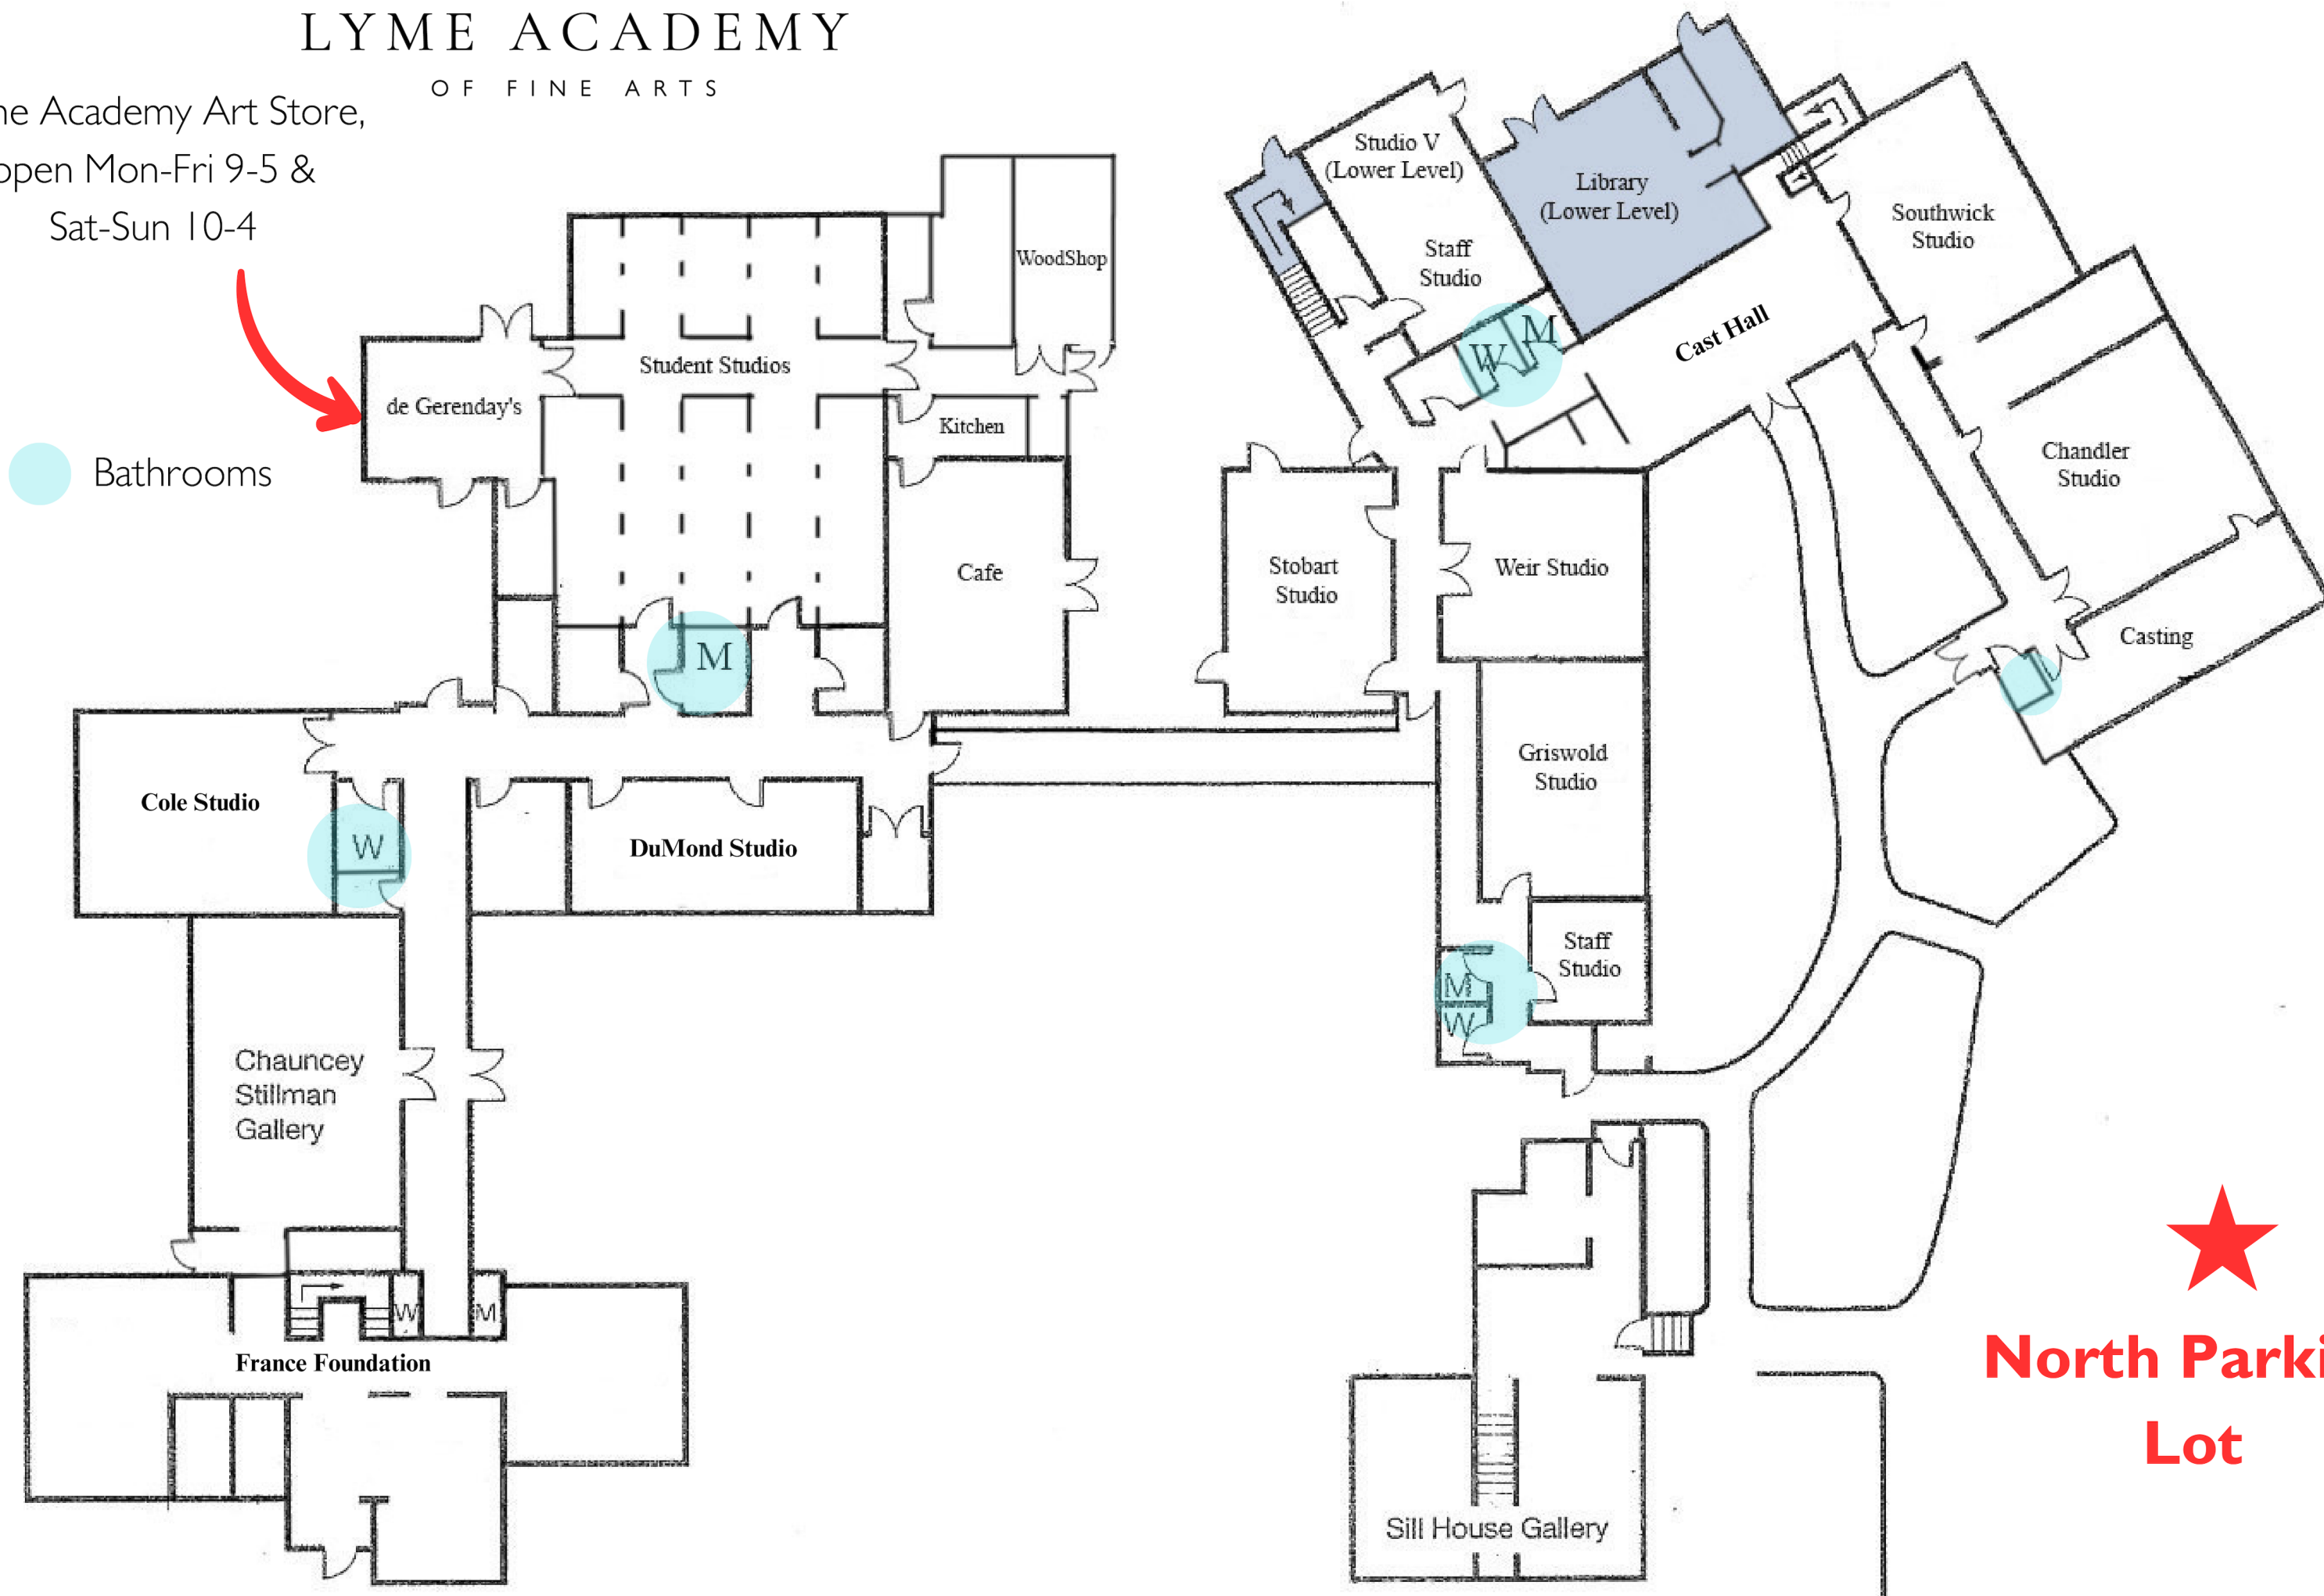 LYME ACADEMY
OF FINE ARTS
Academy Art Store,
open Mon-Fri 9-5 &
Sat-Sun 10-4
Bathrooms
de Gerenday's
Student Studios
WoodShop
Kitchen
Cafe
M
Cole Studio
W
DuMond Studio
Chauncey
Stillman
Gallery
W
M
France Foundation
Studio V
(Lower Level)
Staff
Studio
Library
(Lower Level)
W
M
Cast Hall
Southwick
Studio
Chandler
Studio
Casting
Stobart
Studio
Weir Studio
Griswold
Studio
Staff
Studio
M
W
Sill House Gallery
North Parki
Lot